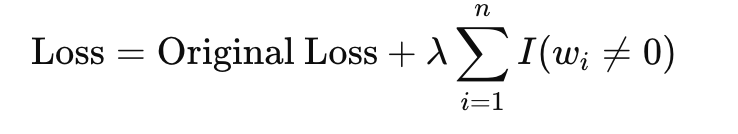 Loss = Original Loss + λ ∑_{i=1}^{n} I(w_i ≠ 0)